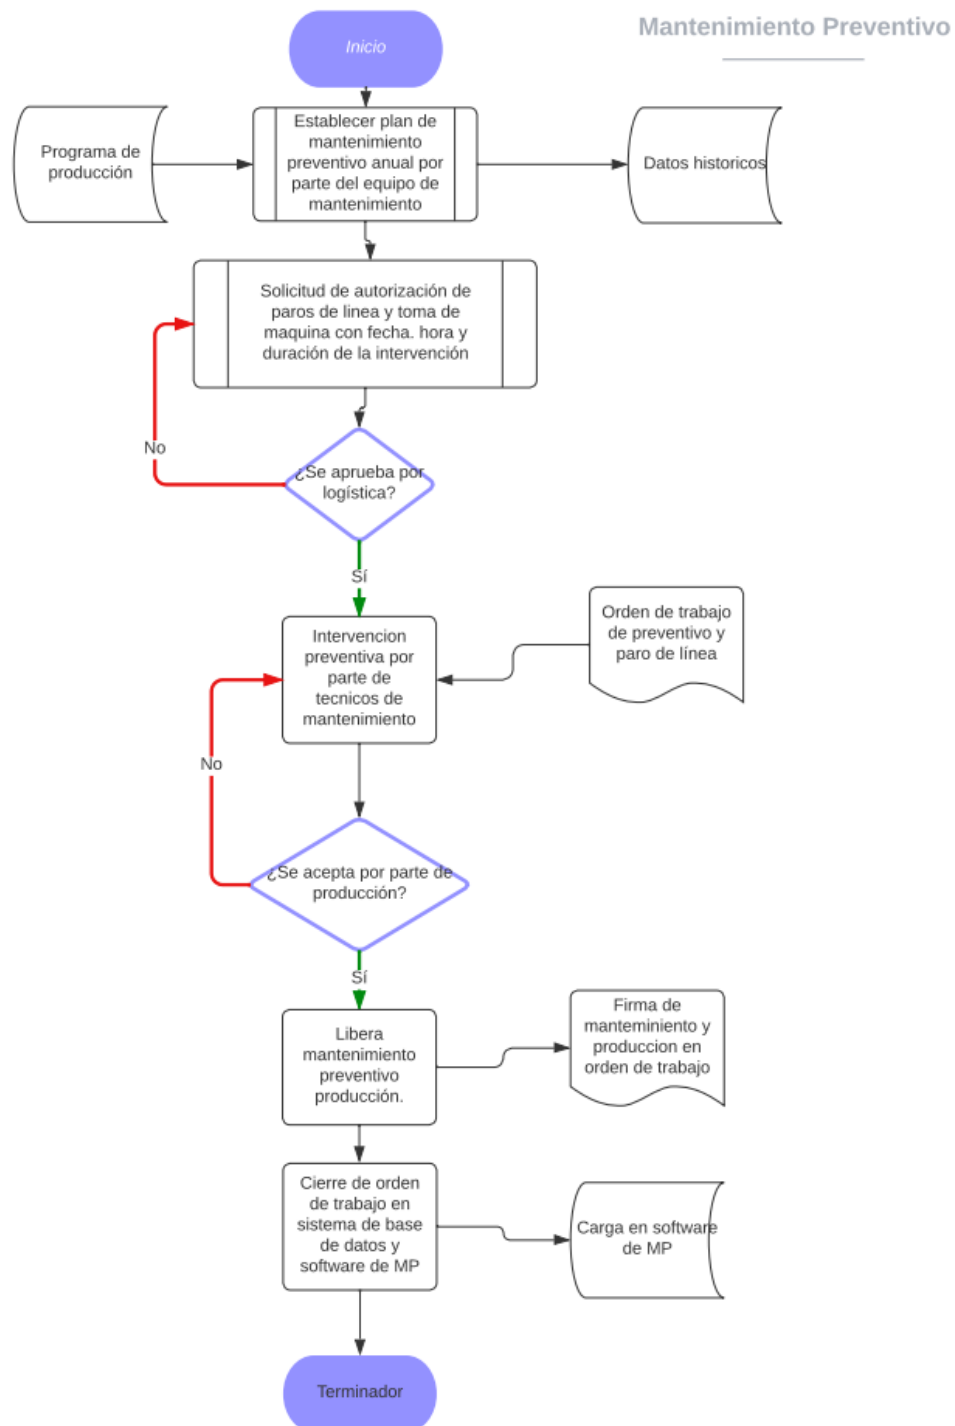 Mantenimiento Preventivo
Inicio
Programa de
producción
Establecer plan de
mantenimiento
preventivo anual por
parte del equipo de
mantenimiento
Datos historicos
Solicitud de autorización de
paros de linea y toma de
maquina con fecha. hora y
duración de la intervención
No
¿Se aprueba por
logística?
Sí
Orden de trabajo
de preventivo y
paro de línea
Intervencion
preventiva por
parte de
tecnicos de
mantenimiento
No
¿Se acepta por parte de
producción?
Sí
Firma de
manteminiento y
produccion en
orden de trabajo
Libera
mantenimiento
preventivo
producción.
Cierre de orden
de trabajo en
sistema de base
de datos y
software de MP
Carga en software
de MP
Terminador